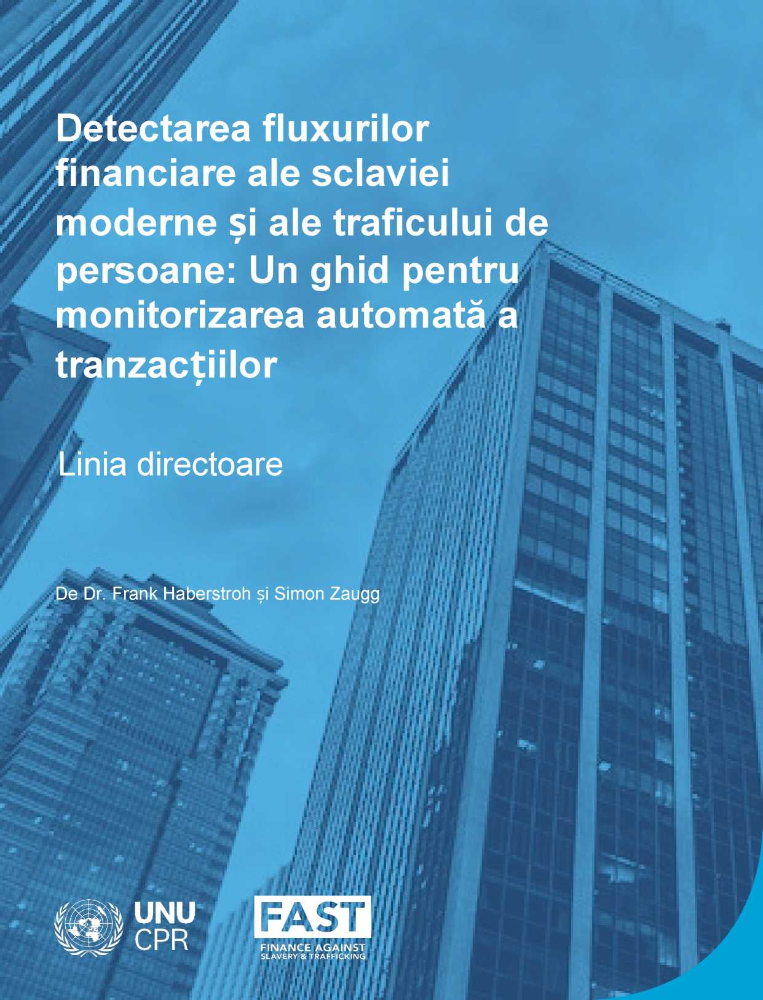 Detectarea fluxurilor
financiare ale sclaviei
moderne și ale traficului de
persoane: Un ghid pentru
monitorizarea automată a
tranzacțiilor
Linia directoare
De Dr. Frank Haberstroh și Simon Zaugg
UNU
CPR
FAST
FINANCE AGAINST
SLAVERY & TRAFFICKING